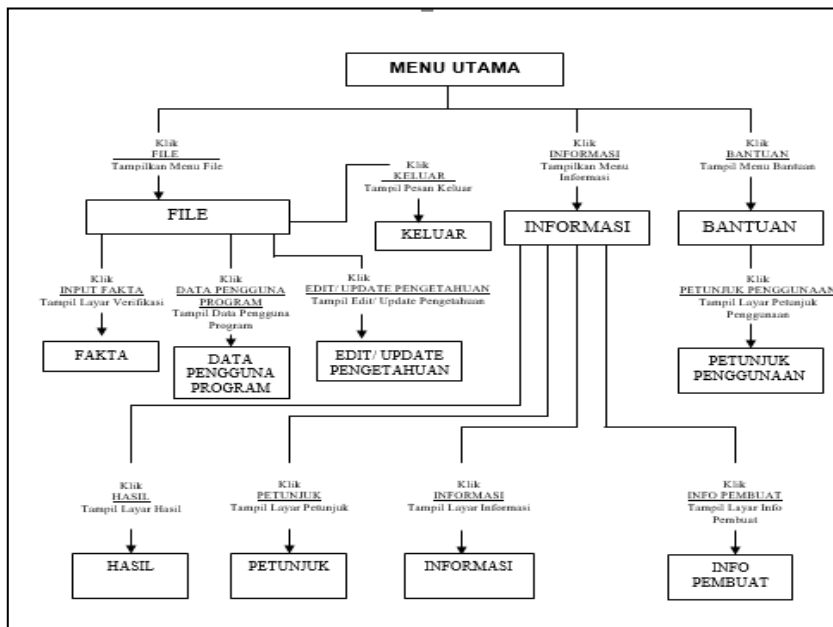 MENU UTAMA
Klik
FILE
Tampilkan Menu File
Klik
KELUAR
Tampil Pesan Keluar
Klik
INFORMASI
Tampilkan Menu
Informasi
Klik
BANTUAN
Tampil Menu Bantuan
FILE
KELUAR
INFORMASI
BANTUAN
Klik
INPUT FAKTA
Tampil Layar Verifikasi
Klik
DATA PENGGUNA
PROGRAM
Tampil Data Pengguna
Program
Klik
EDIT/ UPDATE PENGETAHUAN
Tampil Edit/ Update Pengetahuan
Klik
PETUNJUK PENGGUNAAN
Tampil Layar Petunjuk
Penggunaan
FAKTA
DATA
PENGGUNA
PROGRAM
EDIT/ UPDATE
PENGETAHUAN
PETUNJUK
PENGGUNAAN
Klik
HASIL
Tampil Layar Hasil
Klik
PETUNJUK
Tampil Layar Petunjuk
Klik
INFORMASI
Tampil Layar Informasi
Klik
INFO PEMBUAT
Tampil Layar Info
Pembuat
HASIL
PETUNJUK
INFORMASI
INFO
PEMBUAT